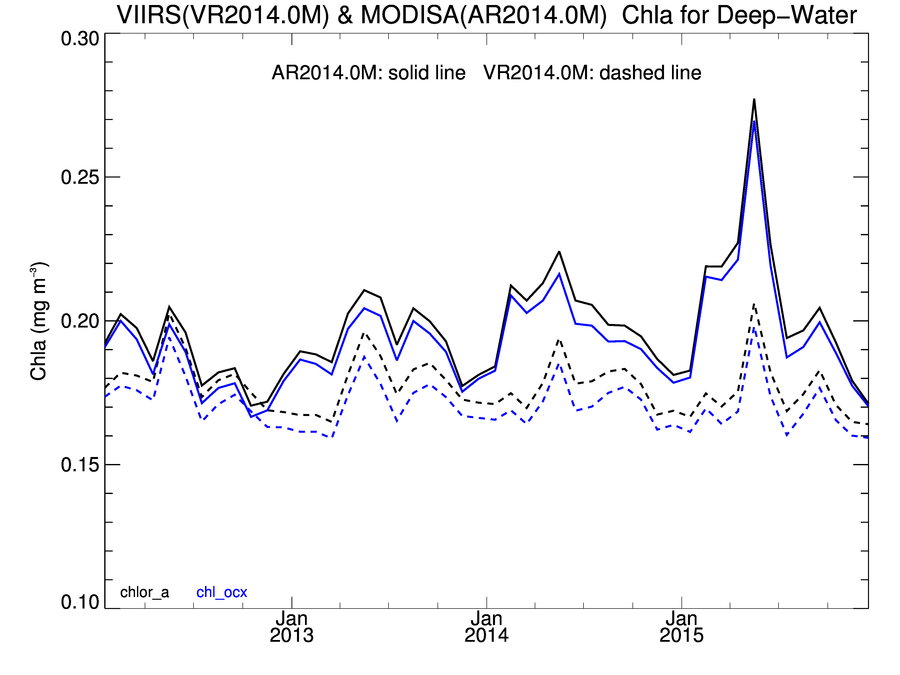 VIIRS(VR2014.0M) & MODISA(AR2014.0M)  Chla for Deep−Water
AR2014.0M: solid line   VR2014.0M: dashed line
0.30
0.25
0.20
0.15
0.10
Chla (mg m⁻³)
chlor_a
chl_ocx
Jan
2013
Jan
2014
Jan
2015